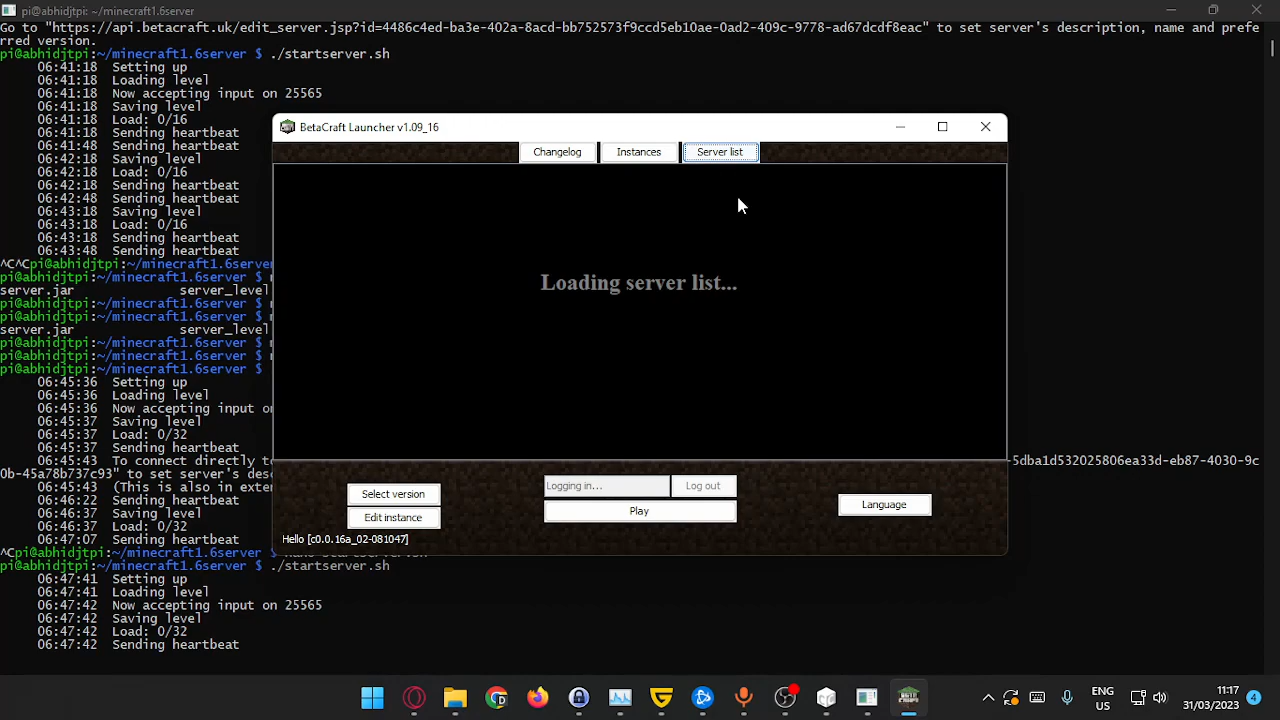 pi@abhidjtpi: ~/minecraft1.6server
Go to "https://api.betacraft.uk/edit_server.jsp?id=4486c4ed-ba3e-402a-8acd-bb752573f9ccd5eb10ae-0ad2-409c-9778-ad67dcdf8eac" to set server's description, name and prefe
rred version.
pi@abhidjtpi:~/minecraft1.6server $ ./startserver.sh
06:41:18 Setting up
06:41:18 Loading level
06:41:18 Now accepting input on 25565
06:41:18 Saving level
06:41:18 Load: 0/16
06:41:18 Sending heartbeat
06:41:48 Sending heartbeat
06:42:18 Saving level
06:42:18 Load: 0/16
06:42:18 Sending heartbeat
06:42:48 Sending heartbeat
06:43:18 Saving level
06:43:18 Load: 0/16
06:43:18 Sending heartbeat
06:43:48 Sending heartbeat
^C^Cpi@abhidjtpi:~/minecraft1.6server
pi@abhidjtpi:~/minecraft1.6server $
server.jar server_level
pi@abhidjtpi:~/minecraft1.6server $
pi@abhidjtpi:~/minecraft1.6server $
server.jar server_level
pi@abhidjtpi:~/minecraft1.6server $
pi@abhidjtpi:~/minecraft1.6server $
pi@abhidjtpi:~/minecraft1.6server $
06:45:36 Setting up
06:45:36 Loading level
06:45:36 Now accepting input on
06:45:37 Saving level
06:45:37 Load: 0/32
06:45:37 Sending heartbeat
06:45:43 To connect directly to -5dba1d532025806ea33d-eb87-4030-9c
0b-45a78b737c93" to set server's des
06:45:43 (This is also in exter
06:46:22 Sending heartbeat
06:46:37 Saving level
06:46:37 Load: 0/32
06:47:07 Sending heartbeat
^Cpi@abhidjtpi:~/minecraft1.6server $ nano startserver.sh
pi@abhidjtpi:~/minecraft1.6server $ ./startserver.sh
06:47:41 Setting up
06:47:41 Loading level
06:47:42 Now accepting input on 25565
06:47:42 Saving level
06:47:42 Load: 0/32
06:47:42 Sending heartbeat
BetaCraft Launcher v1.09_16
Changelog Instances Server list
Loading server list...
Select version
Edit instance
Logging in... Log out
Play
Language
Hello [c0.0.16a_02-081047]
ENG
US
11:17
31/03/2023
4